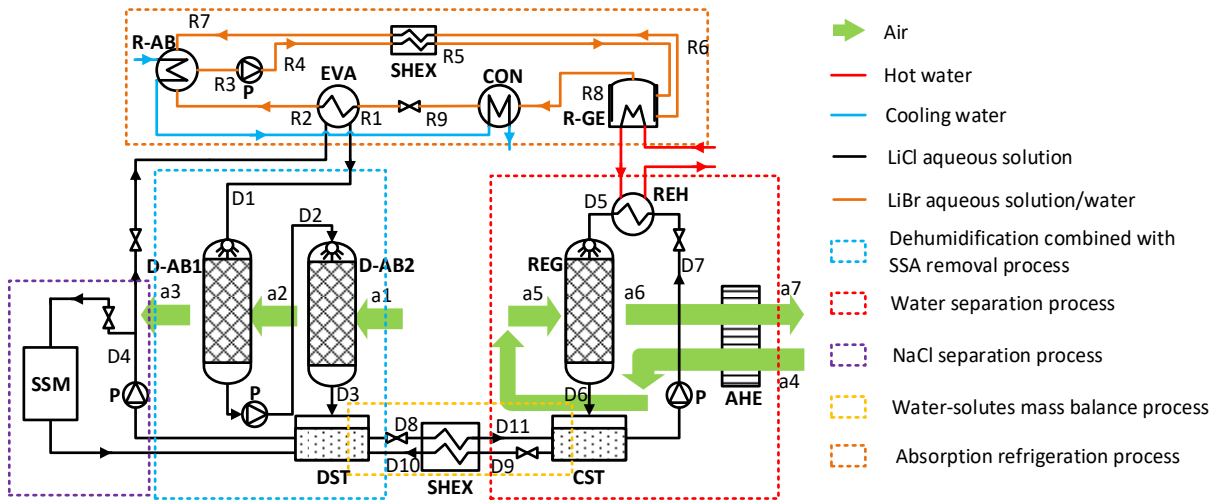 R7
R-AB
R3
P
R4
SHEX
R5
R6
EVA
CON
R2
R1
R9
R8
R-GE
D1
D2
D-AB1
D-AB2
a3
a2
a1
D4
P
SSM
P
D3
DST
D8
D10
SHEX
D11
D9
CST
D5
REH
REG
D7
a5
a6
a7
D6
P
AHE
a4
Air
Hot water
Cooling water
LiCl aqueous solution
LiBr aqueous solution/water
Dehumidification combined with
SSA removal process
Water separation process
NaCl separation process
Water-solutes mass balance process
Absorption refrigeration process